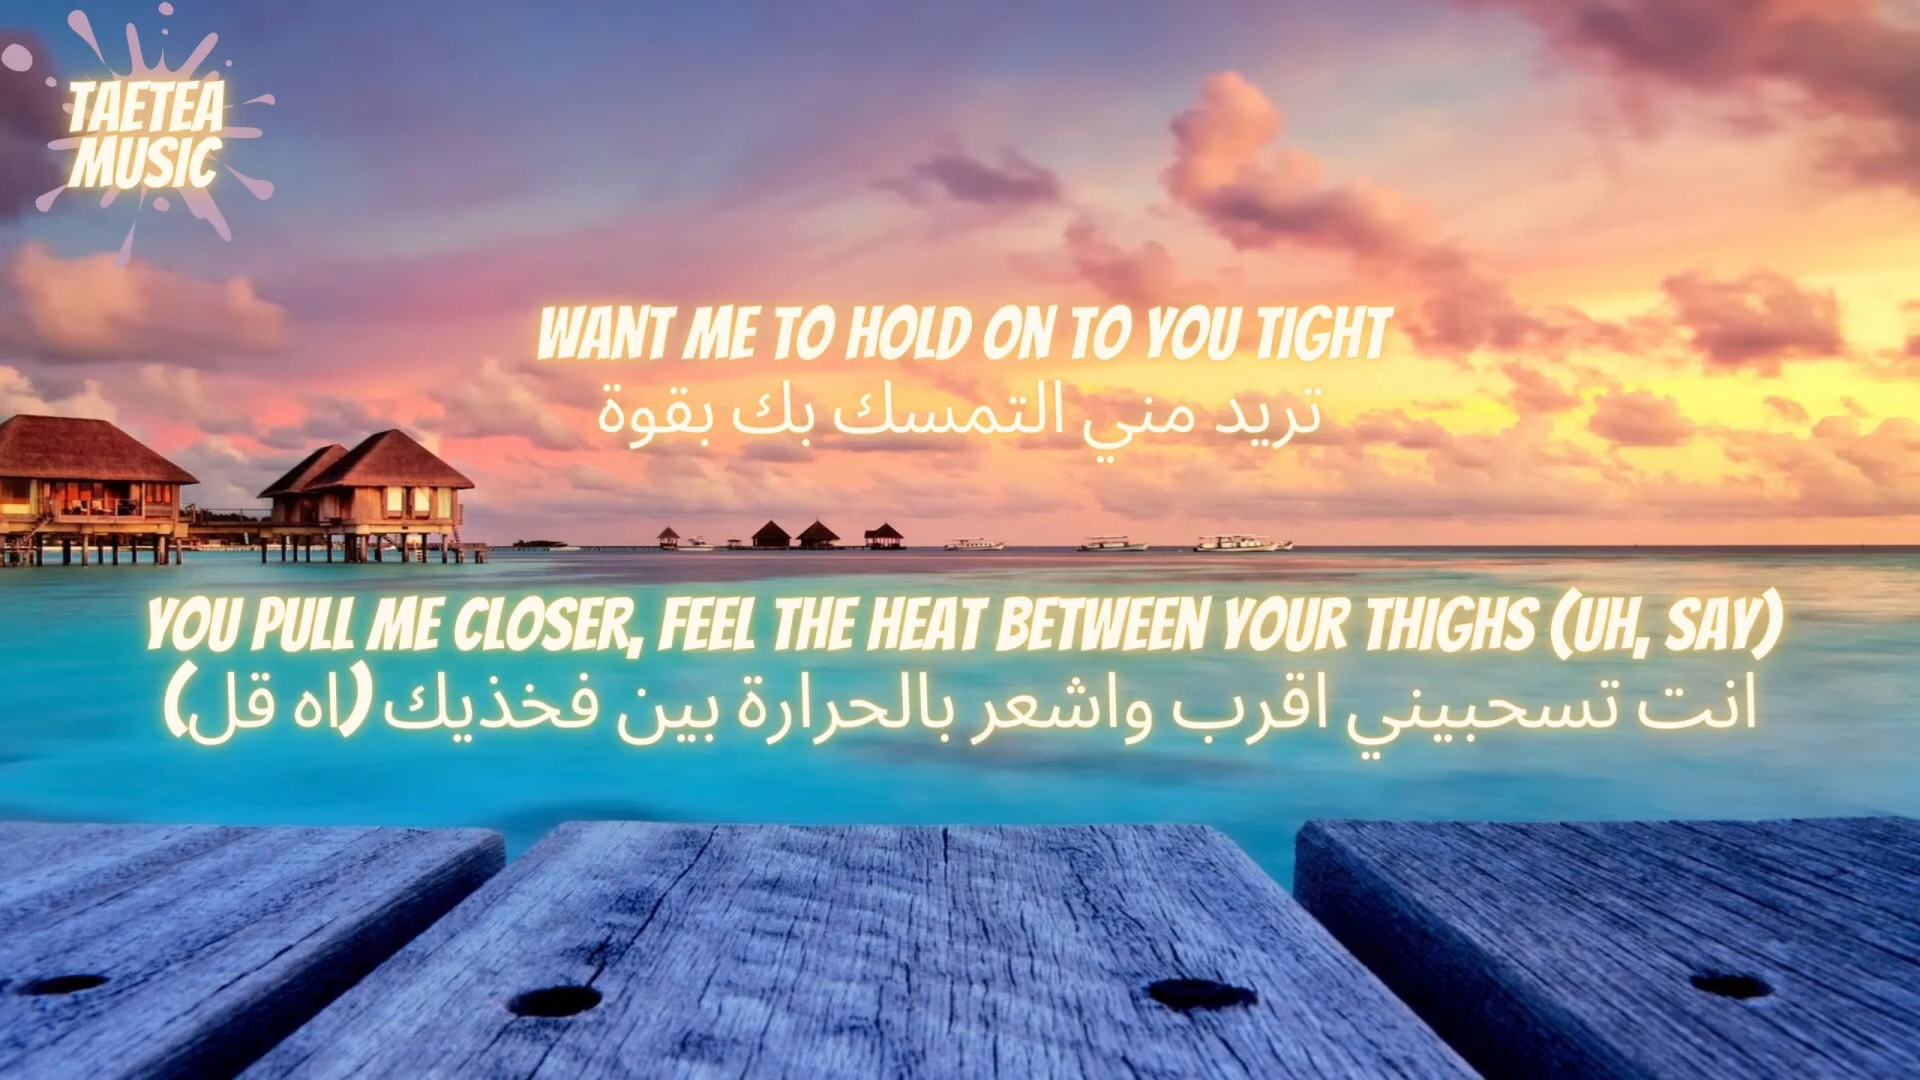 TAETEA
MUSIC
WANT ME TO HOLD ON TO YOU TIGHT
تريد مني التمسك بك بقوة
YOU PULL ME CLOSER, FEEL THE HEAT BETWEEN YOUR THIGHS (UH, SAY)
انت تسحبيني اقرب واشعر بالحرارة بين فخذيك (اه قل)